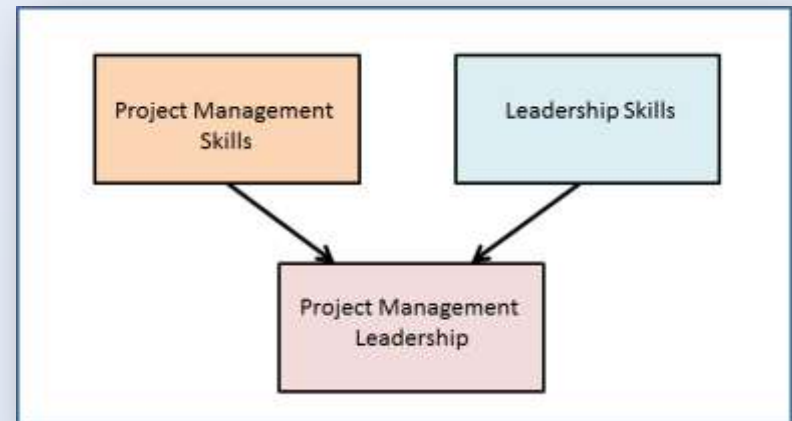 Project Management
Skills
Leadership Skills
Project Management
Leadership